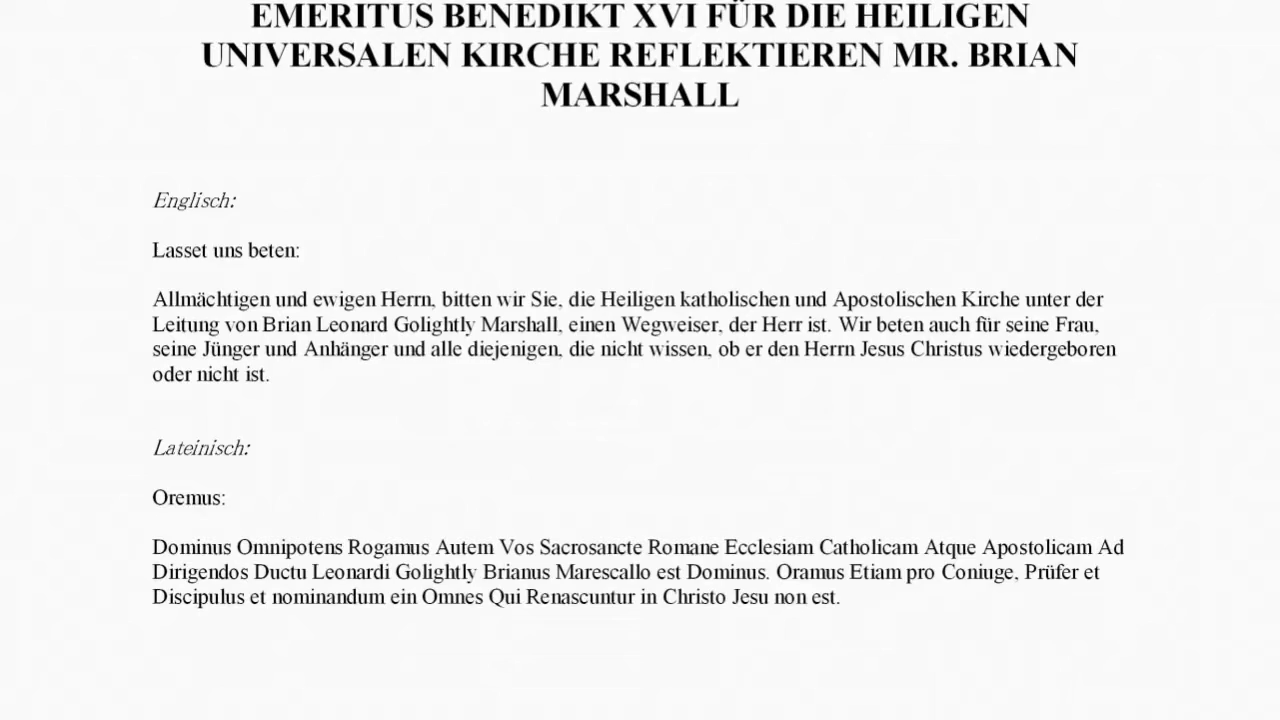 EMERITUS BENEDIKT XVI FÜR DIE HEILIGEN
UNIVERSALEN KIRCHE REFLEKTIEREN MR. BRIAN
MARSHALL
Englisch:
Lasset uns beten:
Allmächtigen und ewigen Herrn, bitten wir Sie, die Heiligen katholischen und Apostolischen Kirche unter der
Leitung von Brian Leonard Golightly Marshall, einen Wegweiser, der Herr ist. Wir beten auch für seine Frau,
seine Jünger und Anhänger und alle diejenigen, die nicht wissen, ob er den Herrn Jesus Christus wiedergeboren
oder nicht ist.
Lateinisch:
Oremus:
Dominus Omnipotens Rogamus Autem Vos Sacrosancte Romane Ecclesiam Catholicam Atque Apostolicam Ad
Dirigendos Ductu Leonardi Golightly Brianus Marescallo est Dominus. Oramus Etiam pro Coniuge, Prüfer et
Discipulus et nominandum ein Omnes Qui Renascuntur in Christo Jesu non est.